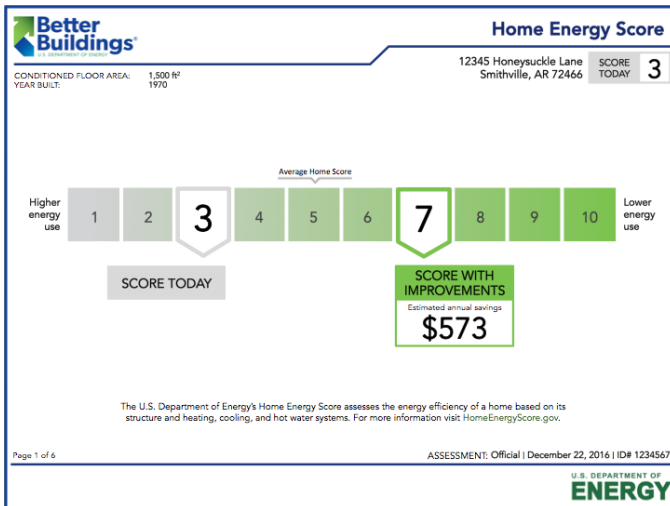 Better
Buildings®
U.S. DEPARTMENT OF ENERGY
Home Energy Score
12345 Honeysuckle Lane
Smithville, AR 72466
SCORE
TODAY
3
CONDITIONED FLOOR AREA: 1,500 ft²
YEAR BUILT: 1970
Average Home Score
Higher
energy
use
1 2 3 4 5 6 7 8 9 10
Lower
energy
use
SCORE TODAY
SCORE WITH
IMPROVEMENTS
Estimated annual savings
$573
The U.S. Department of Energy's Home Energy Score assesses the energy efficiency of a home based on its
structure and heating, cooling, and hot water systems. For more information visit HomeEnergyScore.gov.
Page 1 of 6
ASSESSMENT: Official | December 22, 2016 | ID# 1234567
U.S. DEPARTMENT OF
ENERGY